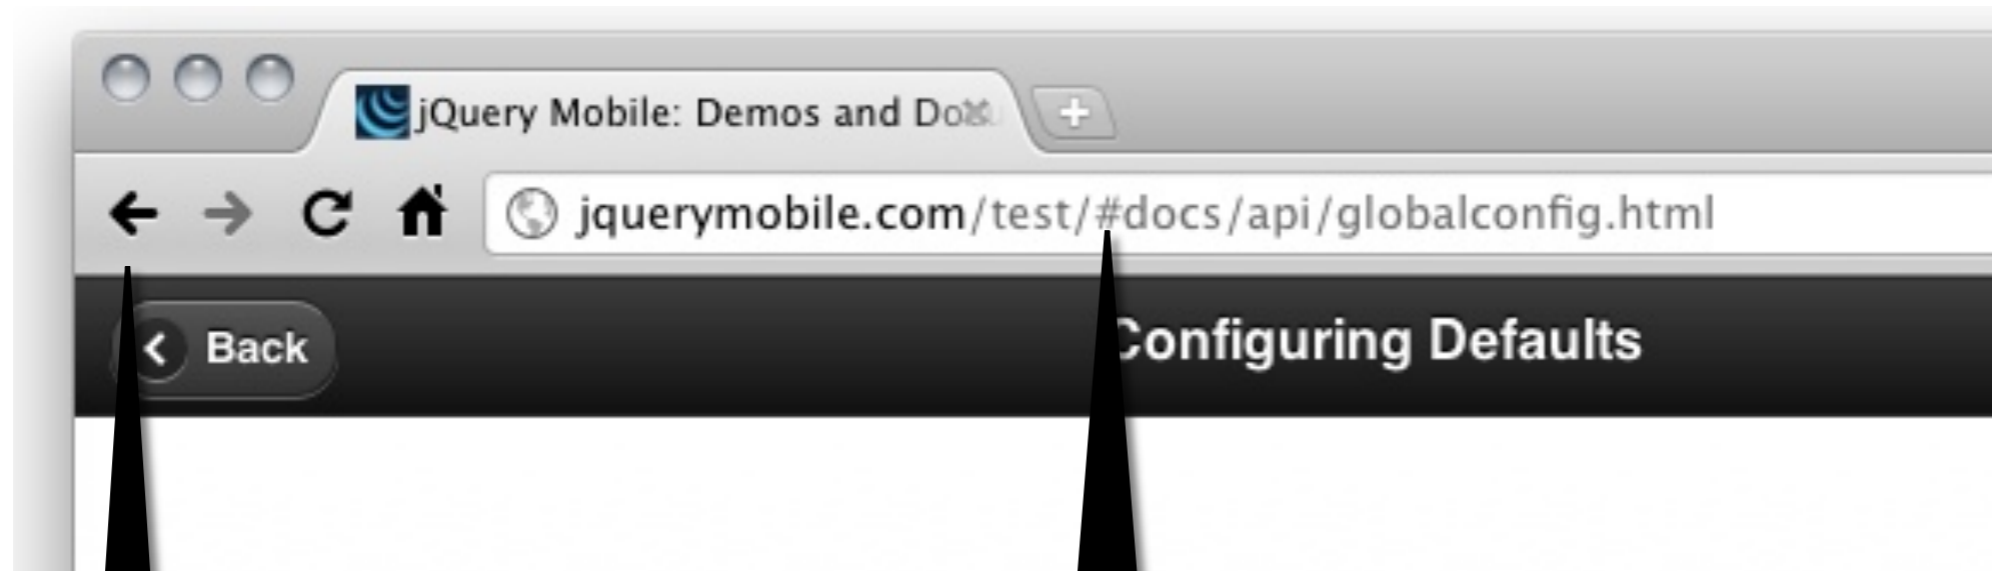 jQuery Mobile: Demos and Do
jquerymobile.com/test/#docs/api/globalconfig.html
Back
Configuring Defaults